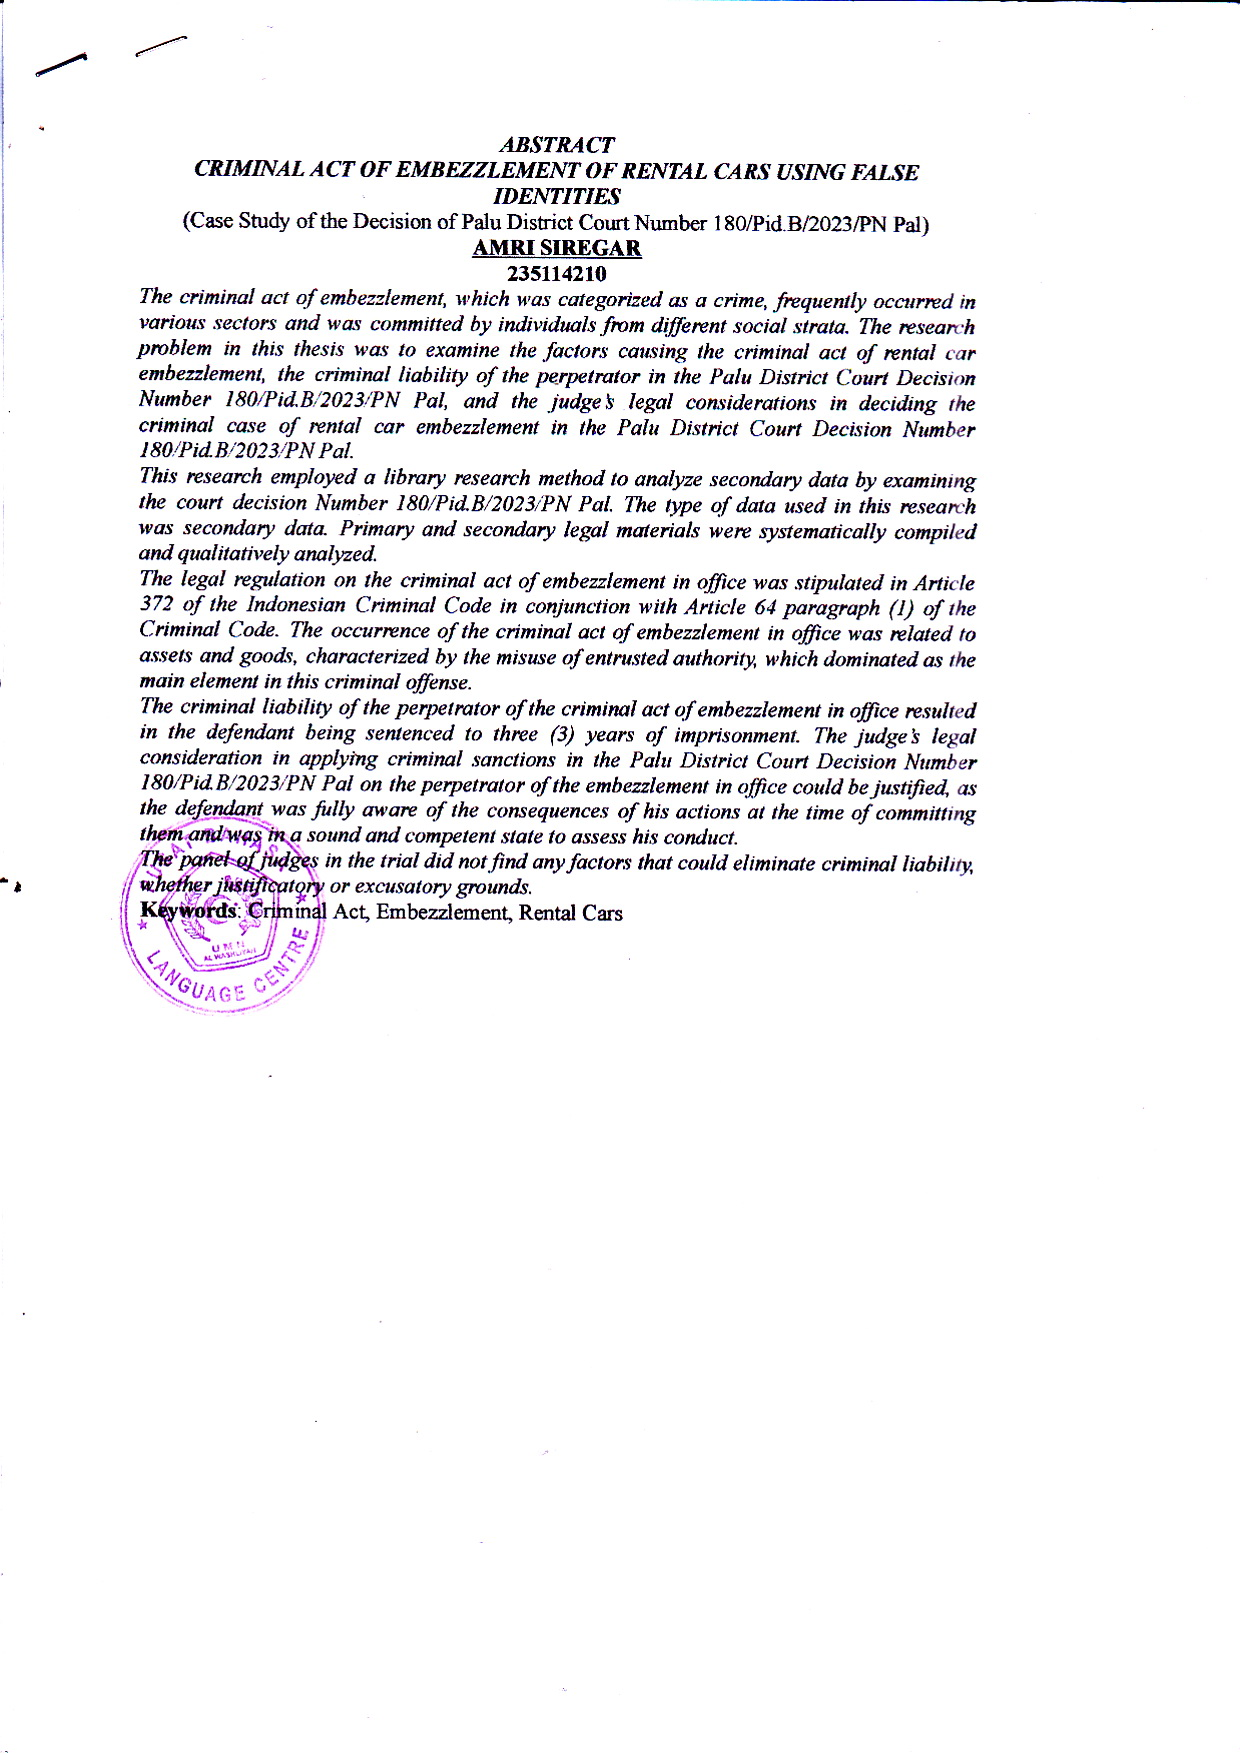 ABSTRACT
CRIMINAL ACT OF EMBEZZLEMENT OF RENTAL CARS USING FALSE
IDENTITIES
(Case Study of the Decision of Palu District Court Number 180/Pid.B/2023/PN Pal)
AMRI SIREGAR
235114210
The criminal act of embezzlement, which was categorized as a crime, frequently occurred in
various sectors and was committed by individuals from different social strata. The research
problem in this thesis was to examine the factors causing the criminal act of rental car
embezzlement, the criminal liability of the perpetrator in the Palu District Court Decision
Number 180/Pid.B/2023/PN Pal, and the judge's legal considerations in deciding the
criminal case of rental car embezzlement in the Palu District Court Decision Number
180/Pid.B/2023/PN Pal.
This research employed a library research method to analyze secondary data by examining
the court decision Number 180/Pid.B/2023/PN Pal. The type of data used in this research
was secondary data. Primary and secondary legal materials were systematically compiled
and qualitatively analyzed.
The legal regulation on the criminal act of embezzlement in office was stipulated in Article
372 of the Indonesian Criminal Code in conjunction with Article 64 paragraph (1) of the
Criminal Code. The occurrence of the criminal act of embezzlement in office was related to
assets and goods, characterized by the misuse of entrusted authority, which dominated as the
main element in this criminal offense.
The criminal liability of the perpetrator of the criminal act of embezzlement in office resulted
in the defendant being sentenced to three (3) years of imprisonment. The judge's legal
consideration in applying criminal sanctions in the Palu District Court Decision Number
180/Pid.B/2023/PN Pal on the perpetrator of the embezzlement in office could be justified, as
the defendant was fully aware of the consequences of his actions at the time of committing
them and was in a sound and competent state to assess his conduct.
The panel of judges in the trial did not find any factors that could eliminate criminal liability,
whether justificatory or excusatory grounds.
Keywords: Criminal Act, Embezzlement, Rental Cars
UMN
AL WASHLIYAH
LANGUAGE CENTRE